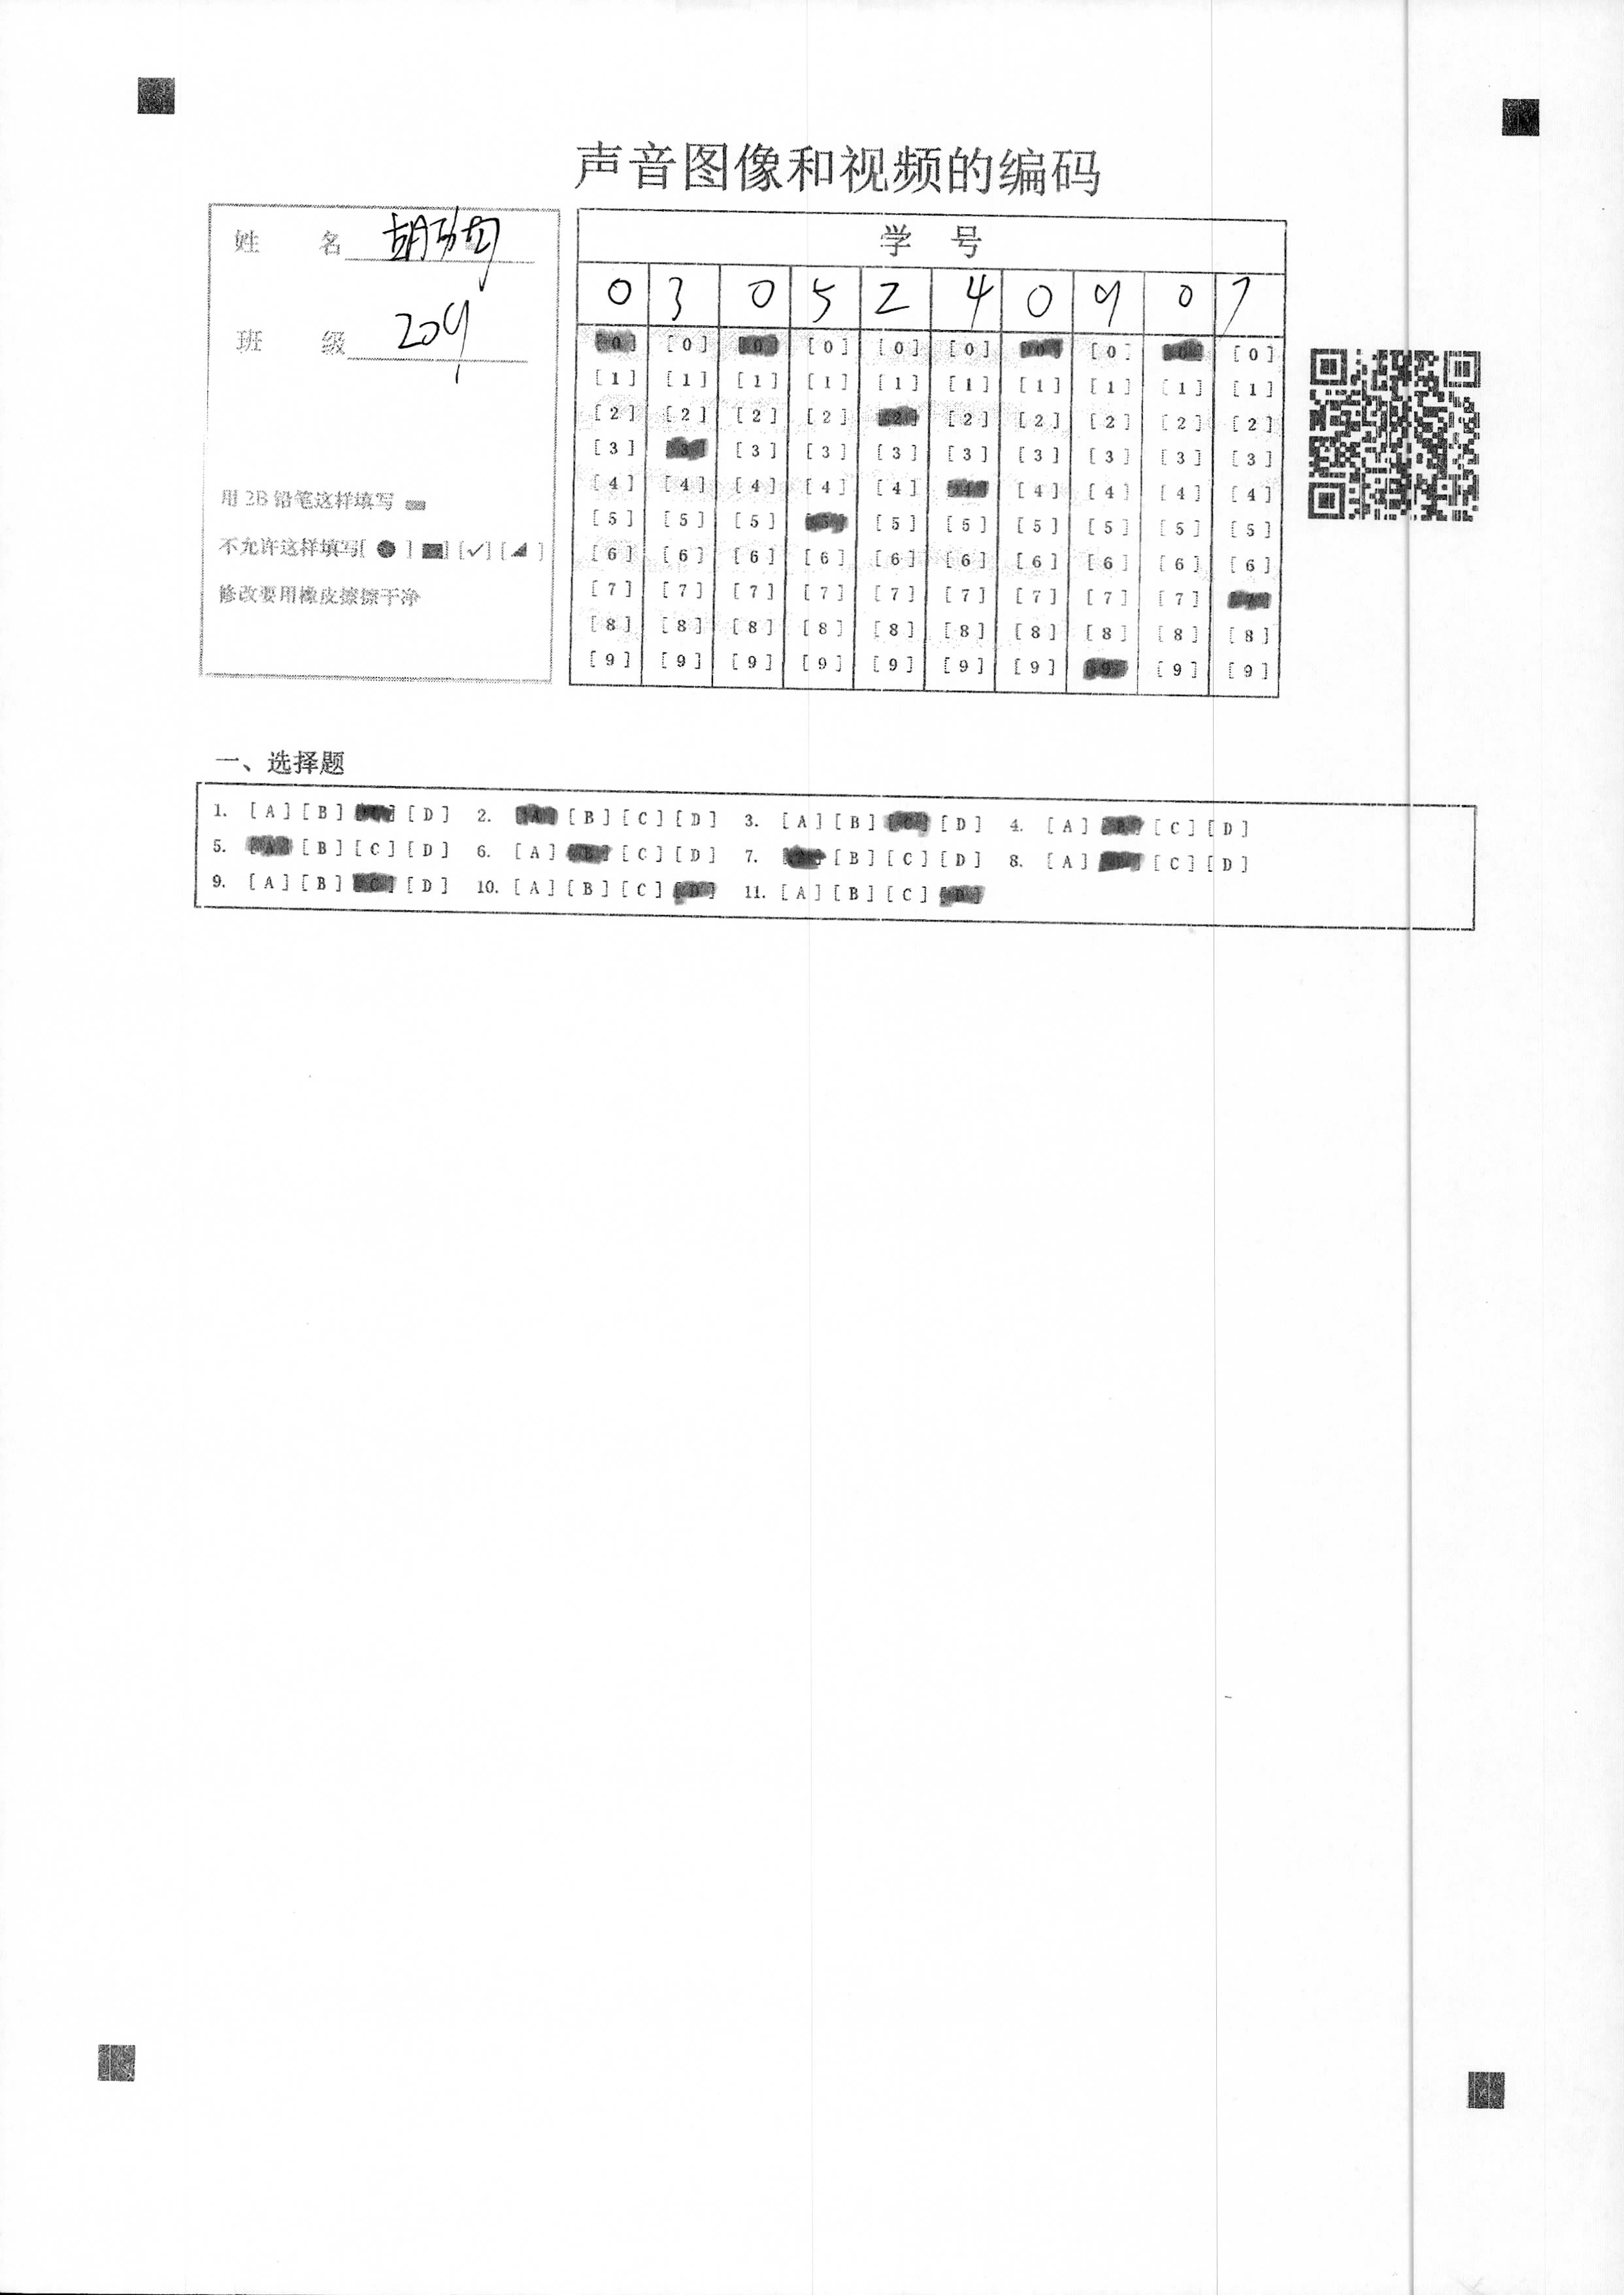 声音图像和视频的编码
姓 名 胡
班 级 209
用 2B 铅笔这样填写
不允许这样填写[ ● ] [■] [✓] [◢ ]
修改要用橡皮擦擦干净
学 号
0 3 0 5 2 4 0 9 0 7
[0] [0] [0] [0] [0] [0] [0] [0] [0] [0]
[1] [1] [1] [1] [1] [1] [1] [1] [1] [1]
[2] [2] [2] [2] [2] [2] [2] [2] [2] [2]
[3] [3] [3] [3] [3] [3] [3] [3] [3] [3]
[4] [4] [4] [4] [4] [4] [4] [4] [4] [4]
[5] [5] [5] [5] [5] [5] [5] [5] [5] [5]
[6] [6] [6] [6] [6] [6] [6] [6] [6] [6]
[7] [7] [7] [7] [7] [7] [7] [7] [7] [7]
[8] [8] [8] [8] [8] [8] [8] [8] [8] [8]
[9] [9] [9] [9] [9] [9] [9] [9] [9] [9]
一、选择题
1. [A] [B] [C] [D] 2. [A] [B] [C] [D] 3. [A] [B] [C] [D] 4. [A] [B] [C] [D]
5. [A] [B] [C] [D] 6. [A] [B] [C] [D] 7. [A] [B] [C] [D] 8. [A] [B] [C] [D]
9. [A] [B] [C] [D] 10. [A] [B] [C] [D] 11. [A] [B] [C] [D]